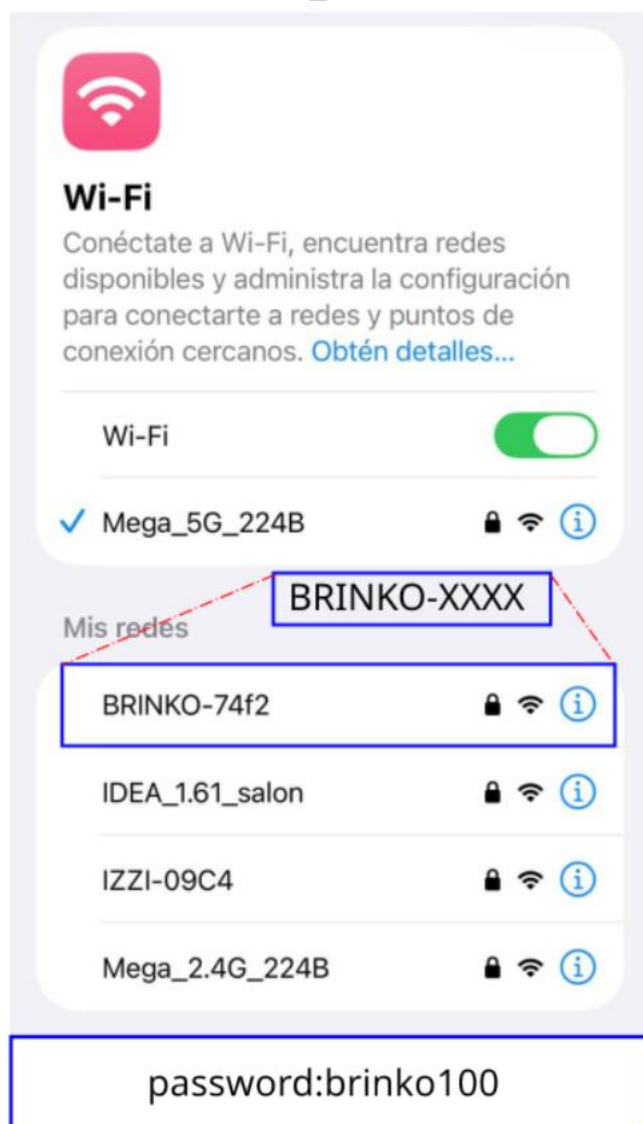 Wi-Fi
Conéctate a Wi-Fi, encuentra redes
disponibles y administra la configuración
para conectarte a redes y puntos de
conexión cercanos. Obtén detalles...
Wi-Fi
Mega_5G_224B
BRINKO-XXXX
Mis redes
BRINKO-74f2
IDEA_1.61_salon
IZZI-09C4
Mega_2.4G_224B
password:brinko100